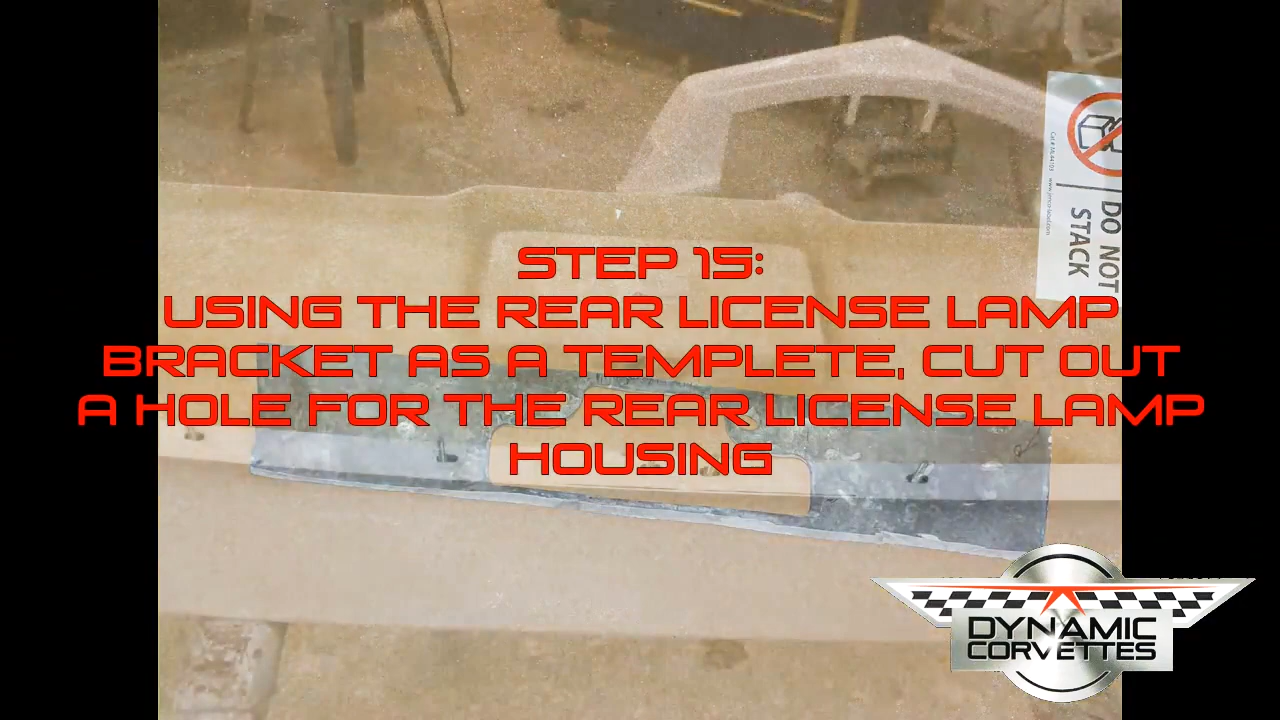 DO NOT
STACK
STEP 15:
USING THE REAR LICENSE LAMP
BRACKET AS A TEMPLETE, CUT OUT
A HOLE FOR THE REAR LICENSE LAMP
HOUSING
DYNAMIC
CORVETTES